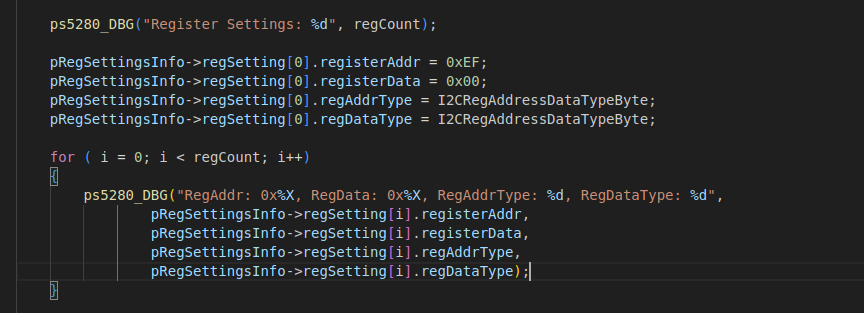 ps5280_DBG("Register Settings: %d", regCount);
pRegSettingsInfo->regSetting[0].registerAddr = 0xEF;
pRegSettingsInfo->regSetting[0].registerData = 0x00;
pRegSettingsInfo->regSetting[0].regAddrType = I2CRegAddressDataTypeByte;
pRegSettingsInfo->regSetting[0].regDataType = I2CRegAddressDataTypeByte;
for ( i = 0; i < regCount; i++)
{
ps5280_DBG("RegAddr: 0x%X, RegData: 0x%X, RegAddrType: %d, RegDataType: %d",
pRegSettingsInfo->regSetting[i].registerAddr,
pRegSettingsInfo->regSetting[i].registerData,
pRegSettingsInfo->regSetting[i].regAddrType,
pRegSettingsInfo->regSetting[i].regDataType);
}